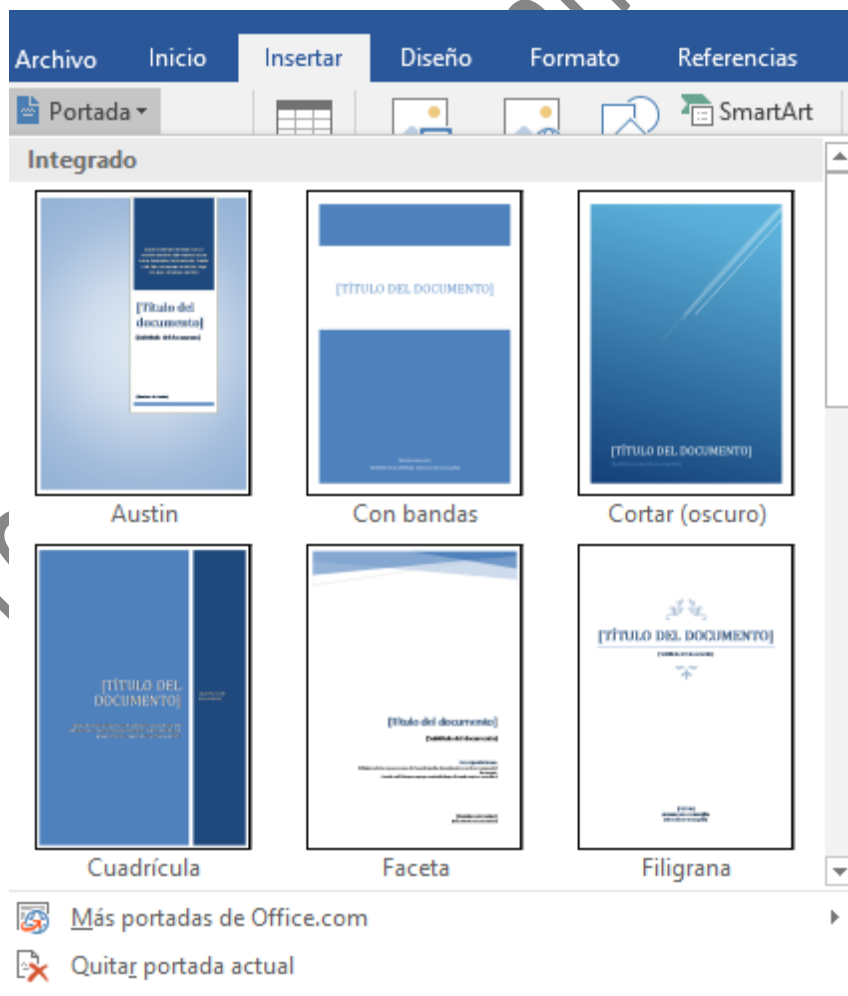 Archivo Inicio Insertar Diseño Formato Referencias
Portada SmartArt
Integrado
[Título del
documento]
[TÍTULO DEL DOCUMENTO]
[TÍTULO DEL DOCUMENTO]
Austin Con bandas Cortar (oscuro)
[TÍTULO DEL
DOCUMENTO]
[Título del documento]
[TÍTULO DEL DOCUMENTO]
Cuadrícula Faceta Filigrana
Más portadas de Office.com
Quitar portada actual